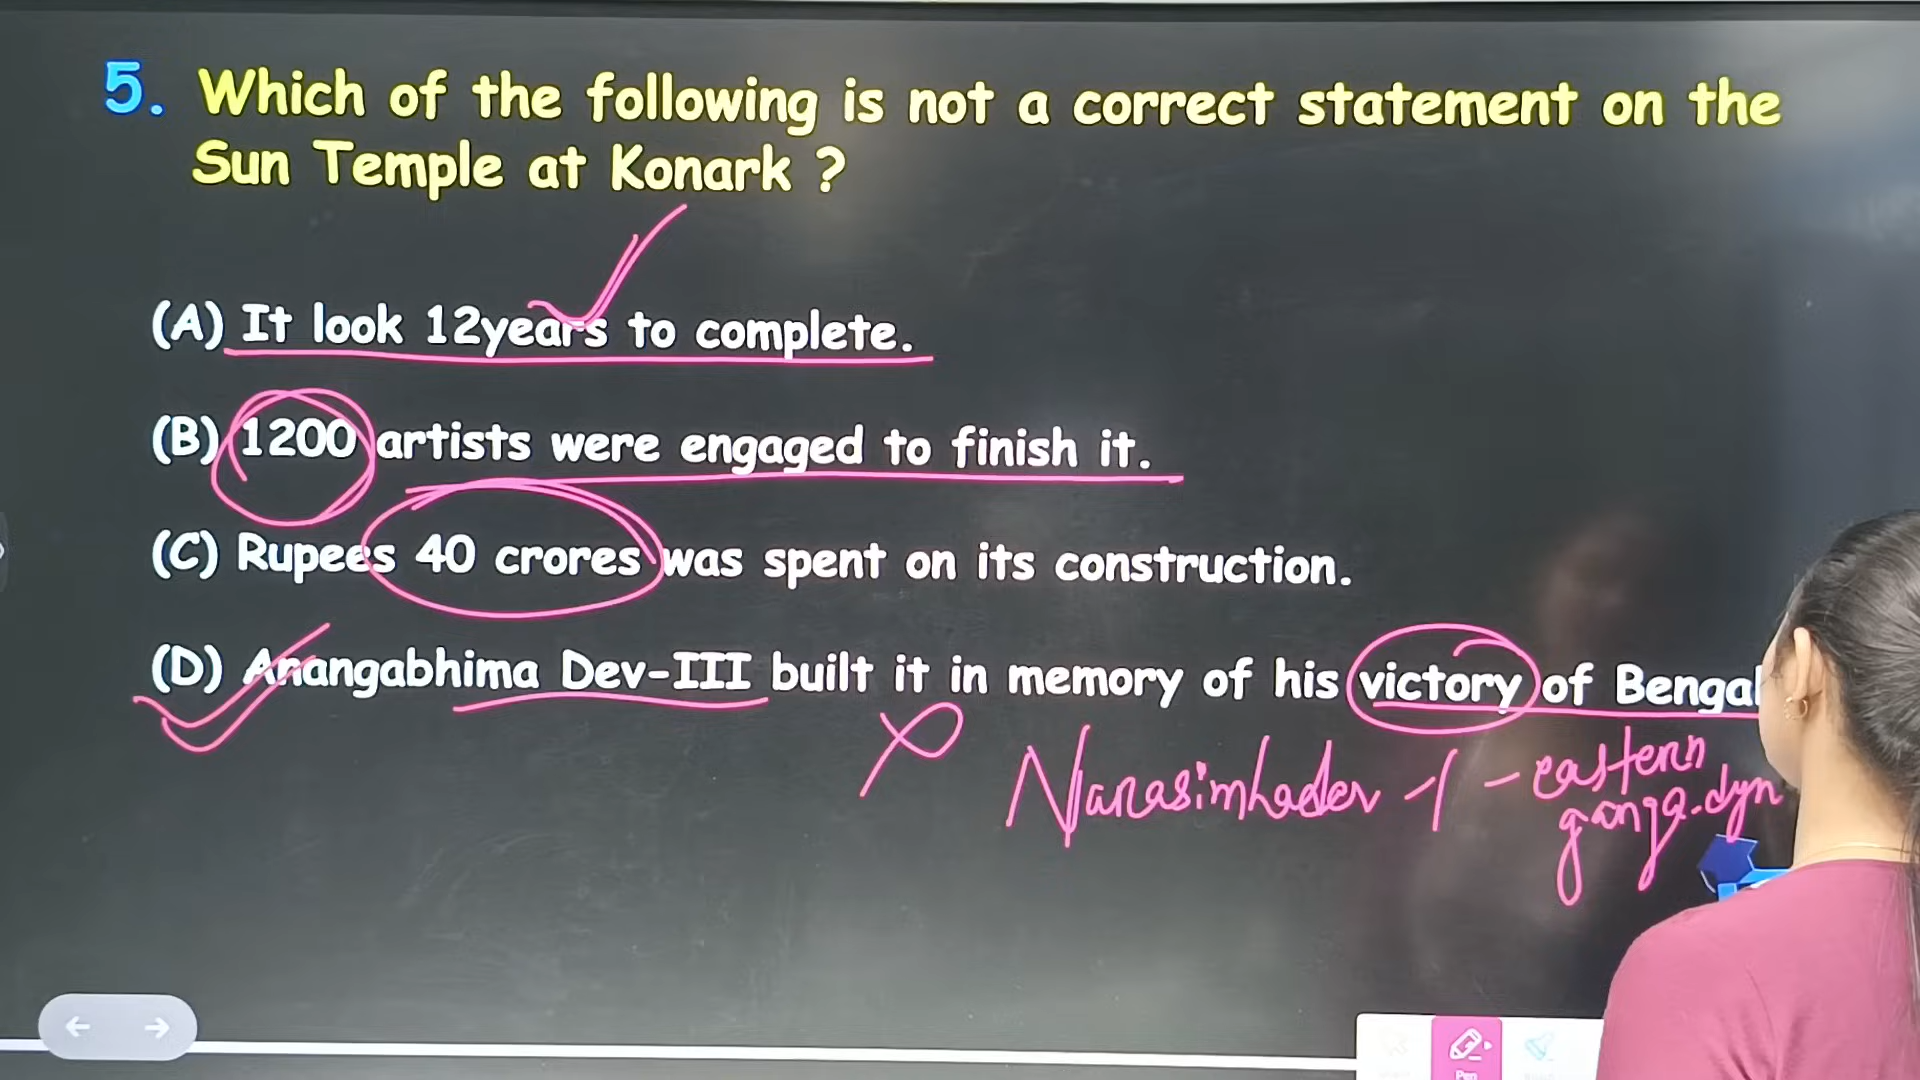 5. Which of the following is not a correct statement on the
Sun Temple at Konark ?
(A) It look 12years to complete.
(B) 1200 artists were engaged to finish it.
(C) Rupees 40 crores was spent on its construction.
(D) Anangabhima Dev-III built it in memory of his victory of Bengal
Narasimhadev - I - eastern
ganga. dyn
Pen